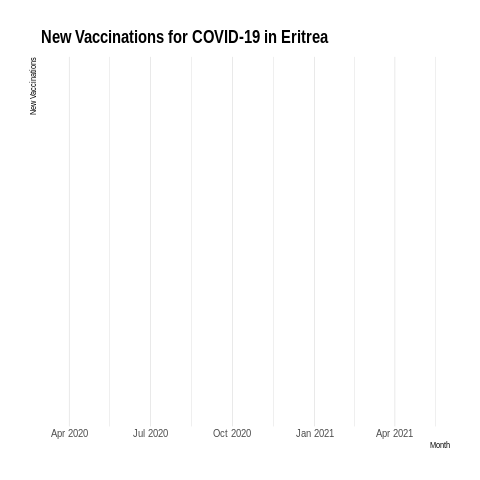 New Vaccinations for COVID-19 in Eritrea
New Vaccinations
Apr 2020 Jul 2020 Oct 2020 Jan 2021 Apr 2021
Month